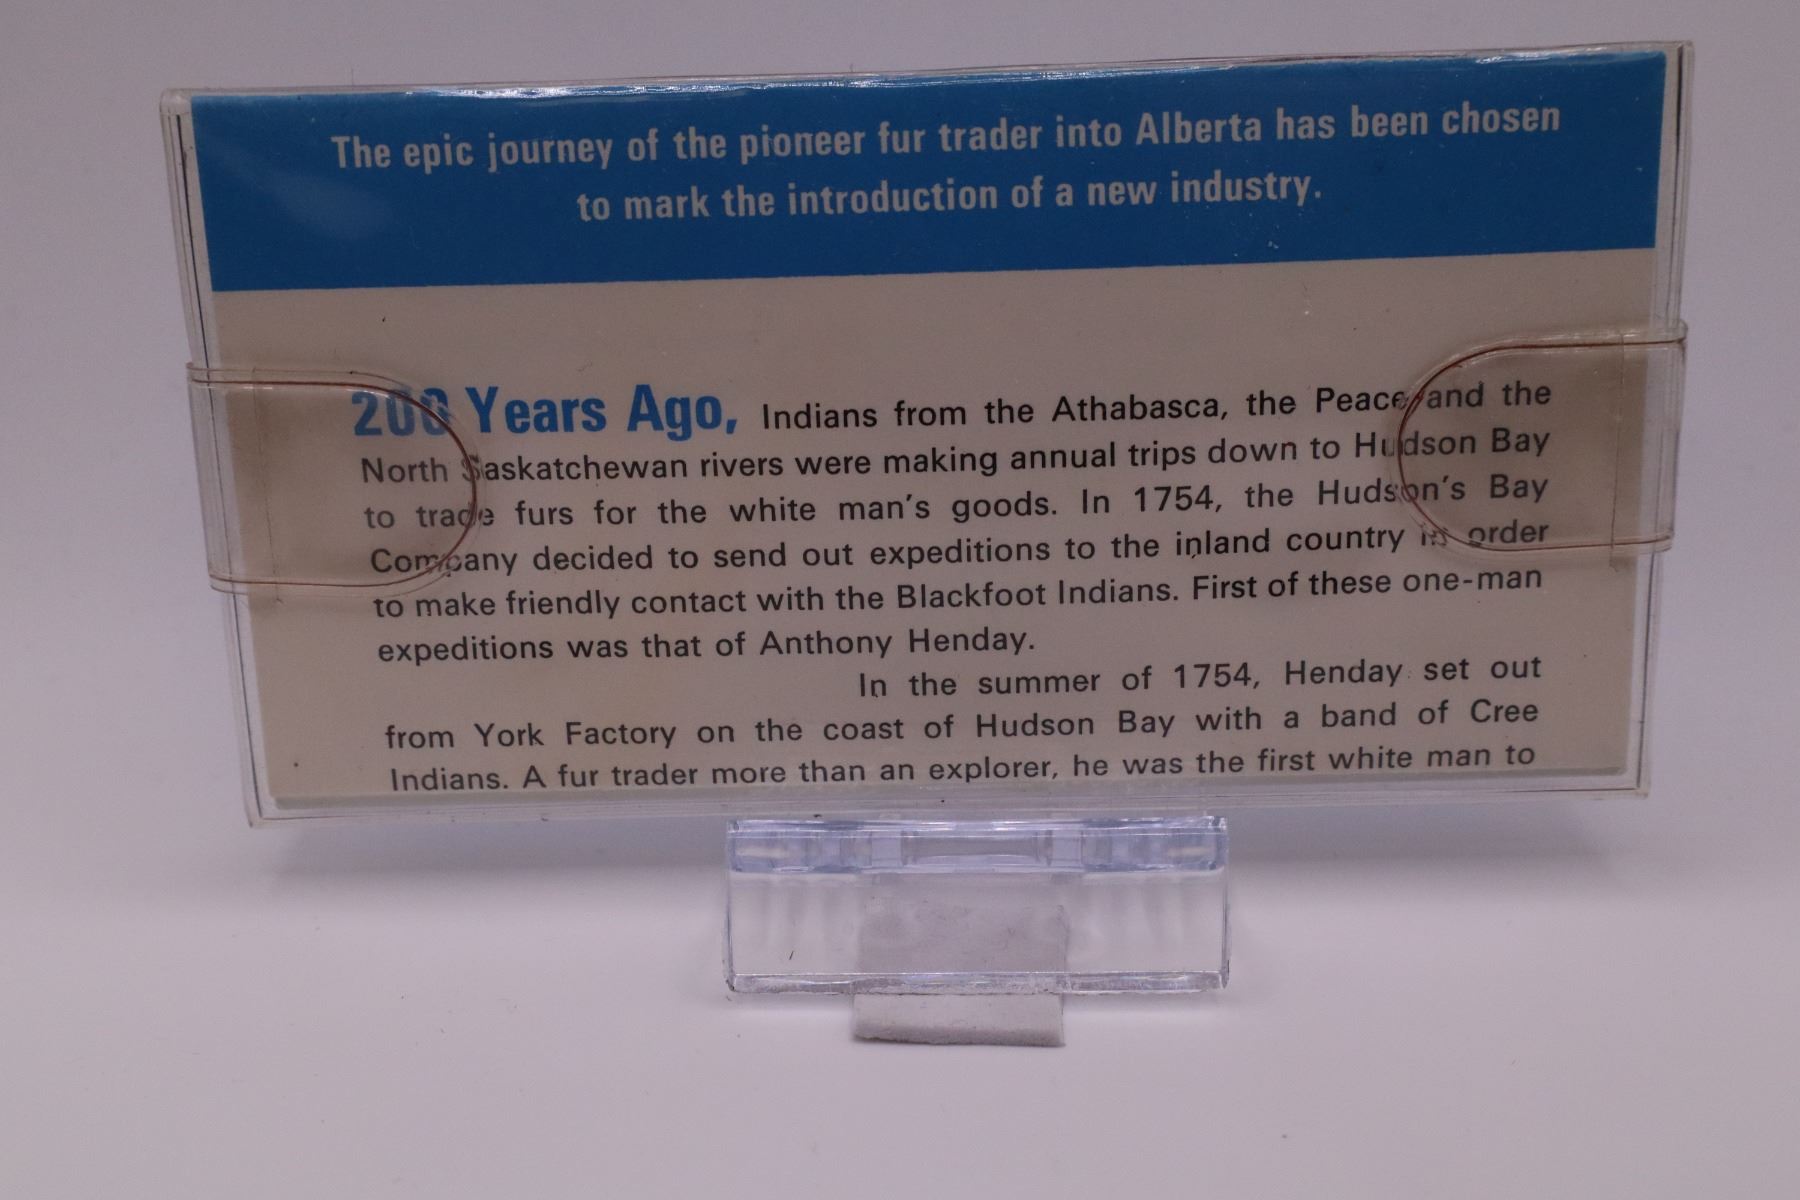 The epic journey of the pioneer fur trader into Alberta has been chosen
to mark the introduction of a new industry.
200 Years Ago, Indians from the Athabasca, the Peace and the
North Saskatchewan rivers were making annual trips down to Hudson Bay
to trade furs for the white man's goods. In 1754, the Hudson's Bay
Company decided to send out expeditions to the inland country in order
to make friendly contact with the Blackfoot Indians. First of these one-man
expeditions was that of Anthony Henday.
In the summer of 1754, Henday set out
from York Factory on the coast of Hudson Bay with a band of Cree
Indians. A fur trader more than an explorer, he was the first white man to